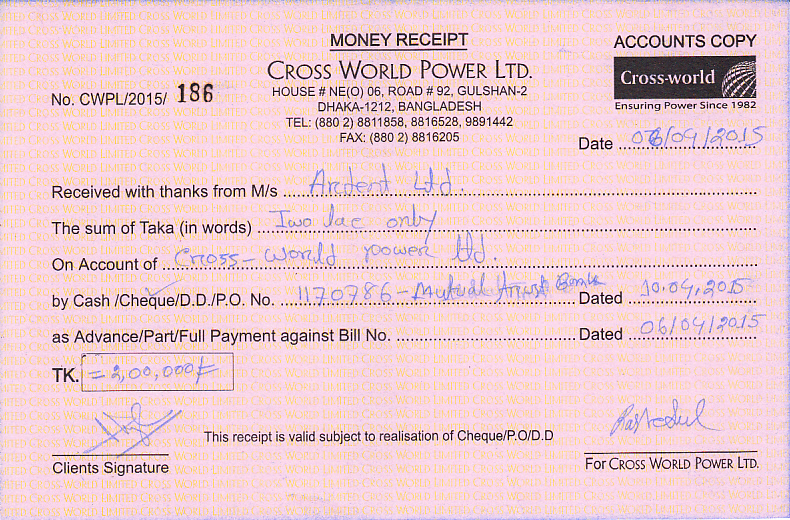 MONEY RECEIPT
ACCOUNTS COPY
CROSS WORLD POWER LTD.
Cross-world
Ensuring Power Since 1982
No. CWPL/2015/ 186
HOUSE # NE(O) 06, ROAD # 92, GULSHAN-2
DHAKA-1212, BANGLADESH
TEL: (880 2) 8811858, 8816528, 9891442
FAX: (880 2) 8816205
Date 06/09/2015
Received with thanks from M/s Ardent Ltd.
The sum of Taka (in words) Two lac only
On Account of Cross-World power Ltd.
by Cash /Cheque/D.D./P.O. No. 1170786-Mutual Trust Bank Dated 10.09.2015
as Advance/Part/Full Payment against Bill No. Dated 06/09/2015
TK. =2,00,000/=
This receipt is valid subject to realisation of Cheque/P.O/D.D
Clients Signature
For CROSS WORLD POWER LTD.